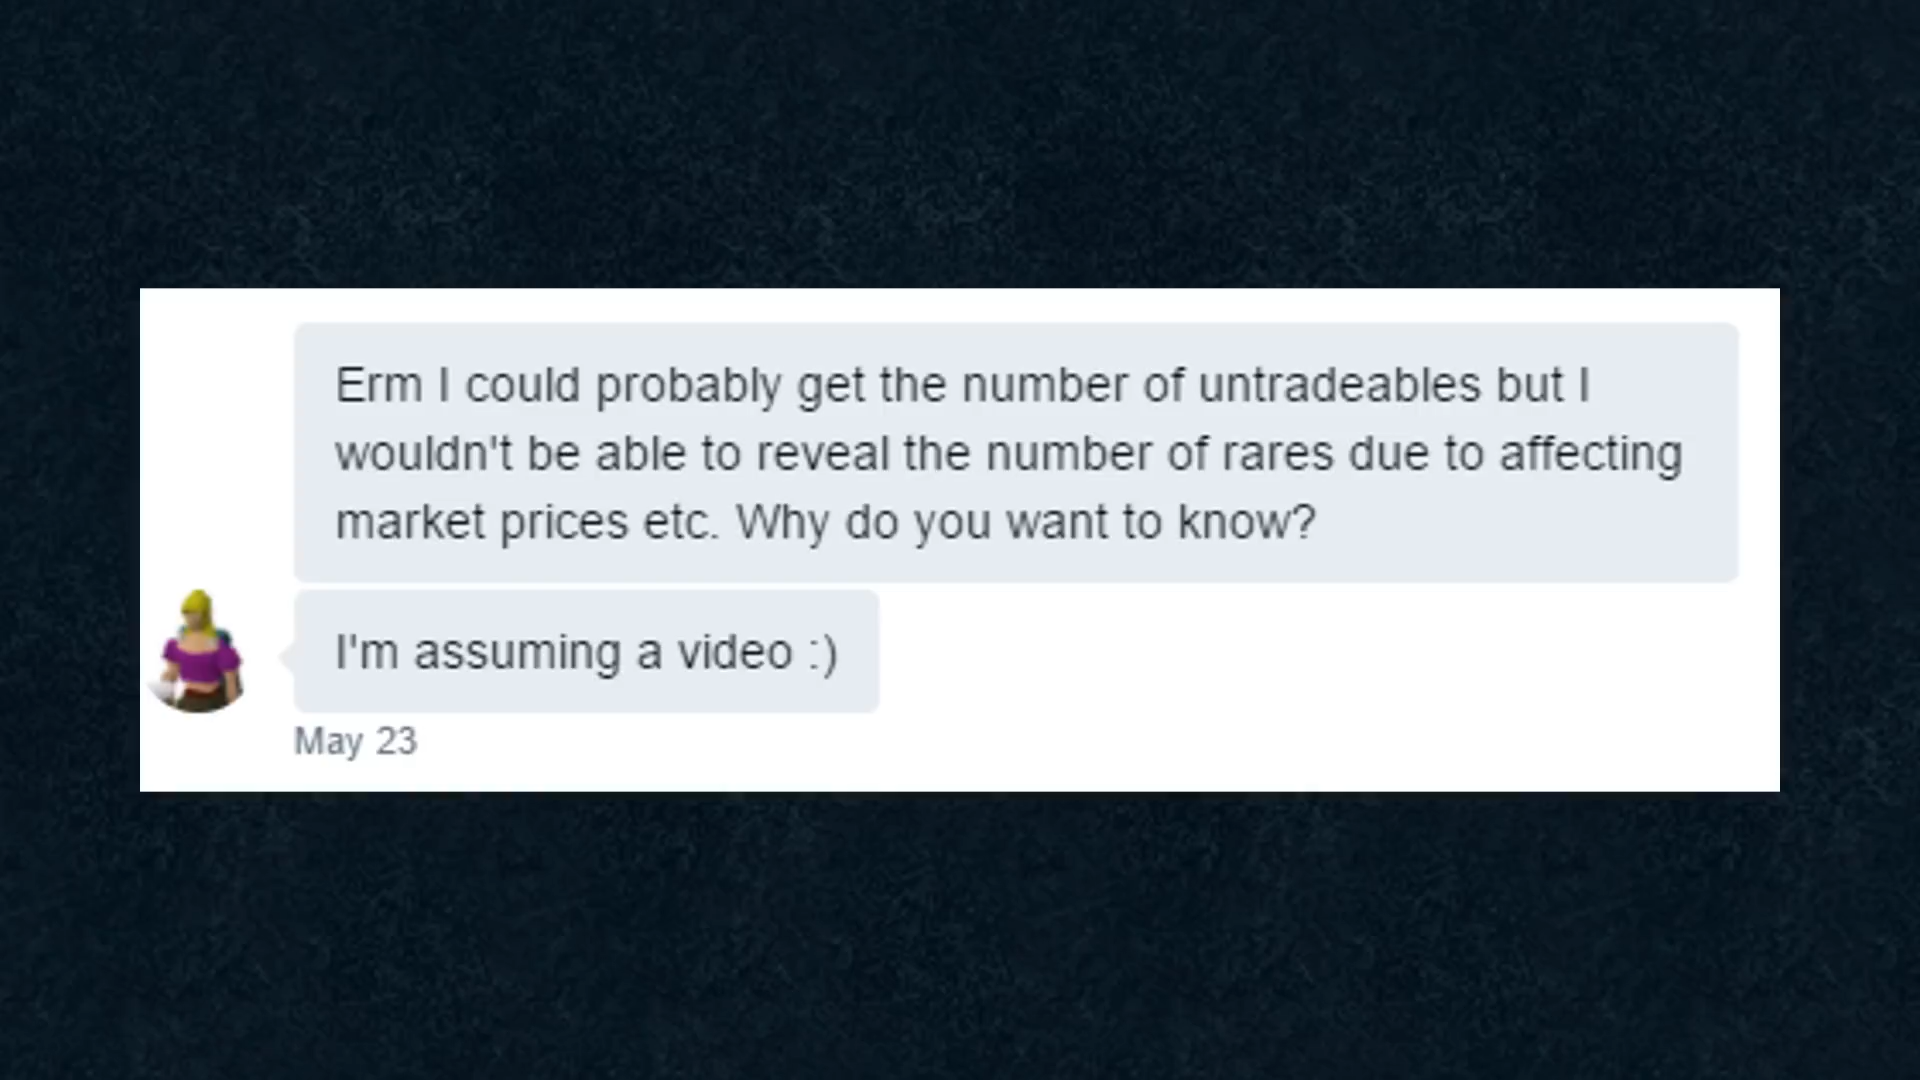 Erm I could probably get the number of untradeables but I
wouldn't be able to reveal the number of rares due to affecting
market prices etc. Why do you want to know?
I'm assuming a video :)
May 23